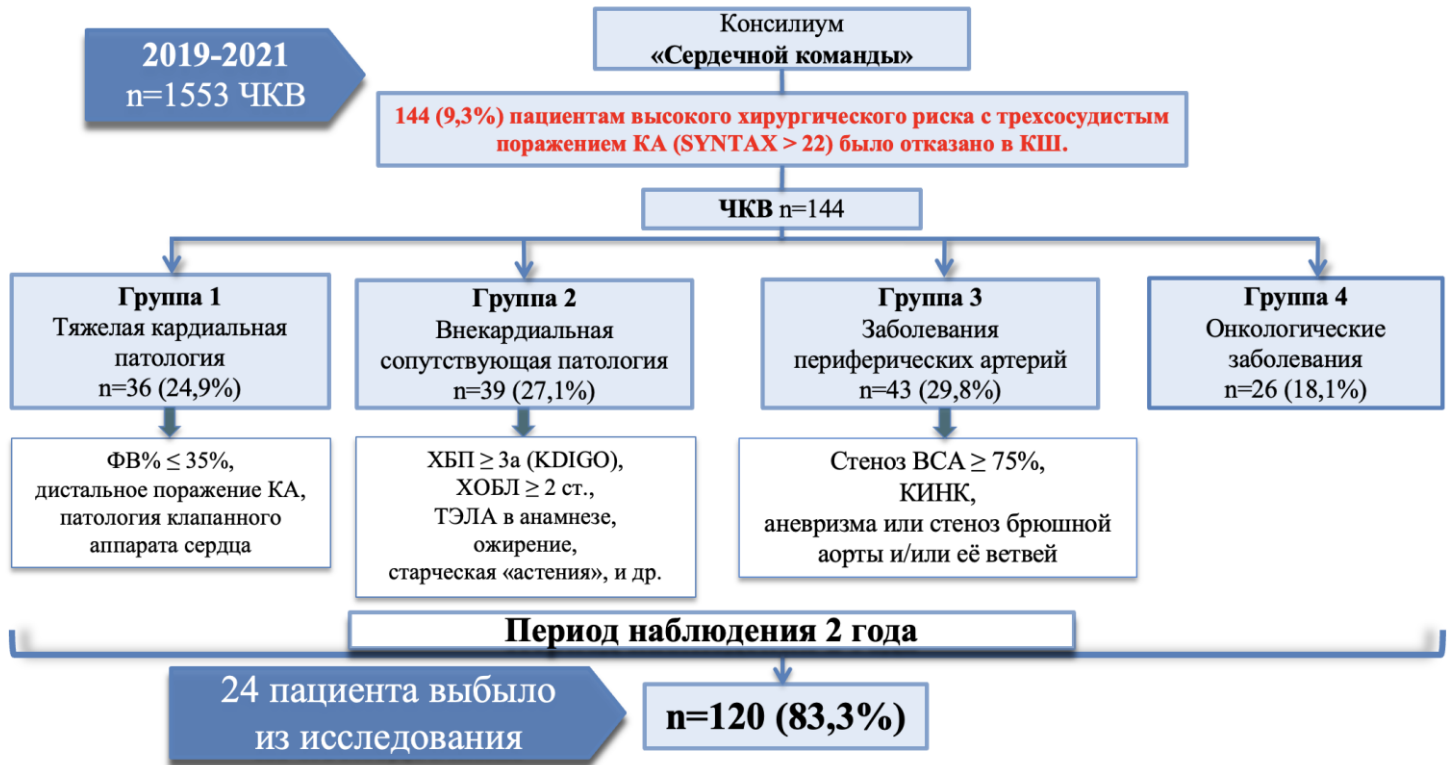 2019-2021
n=1553 ЧКВ
Консилиум
«Сердечной команды»
144 (9,3%) пациентам высокого хирургического риска с трехсосудистым
поражением КА (SYNTAX > 22) было отказано в КШ.
ЧКВ n=144
Группа 1
Тяжелая кардиальная
патология
n=36 (24,9%)
Группа 2
Внекардиальная
сопутствующая патология
n=39 (27,1%)
Группа 3
Заболевания
периферических артерий
n=43 (29,8%)
Группа 4
Онкологические
заболевания
n=26 (18,1%)
ФВ% ≤ 35%,
дистальное поражение КА,
патология клапанного
аппарата сердца
ХБП ≥ 3а (KDIGO),
ХОБЛ ≥ 2 ст.,
ТЭЛА в анамнезе,
ожирение,
старческая «астения», и др.
Стеноз ВСА ≥ 75%,
КИНК,
аневризма или стеноз брюшной
аорты и/или её ветвей
Период наблюдения 2 года
24 пациента выбыло
из исследования
n=120 (83,3%)